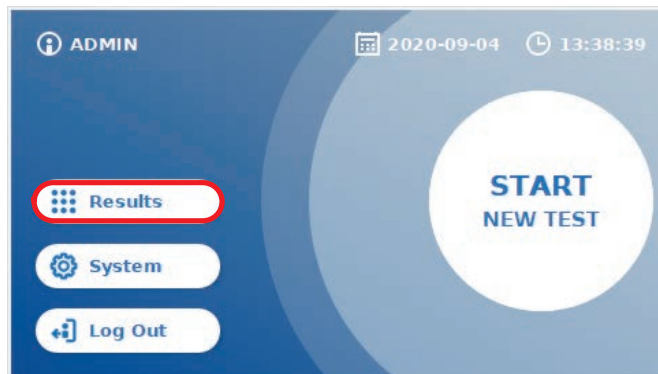 ADMIN
2020-09-04
13:38:39
START
NEW TEST
Results
System
Log Out